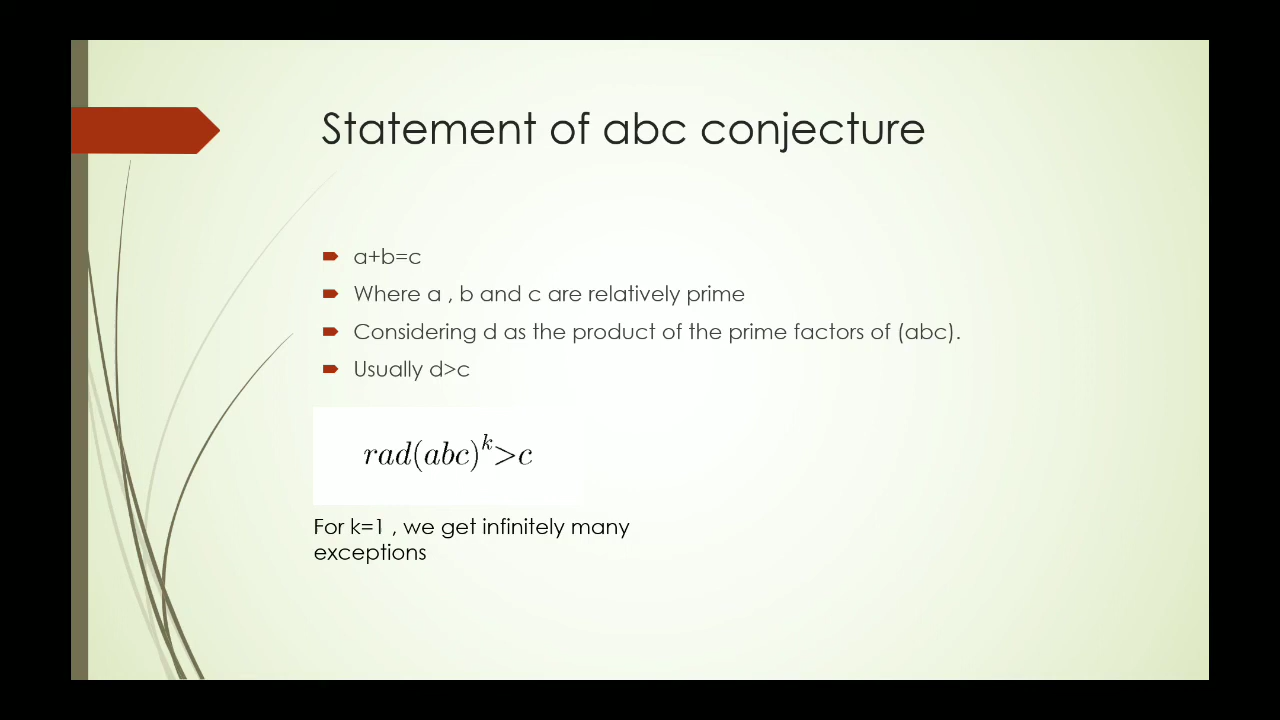 Statement of abc conjecture
a+b=c
Where a , b and c are relatively prime
Considering d as the product of the prime factors of (abc).
Usually d>c
rad(abc)^k>c
For k=1 , we get infinitely many
exceptions